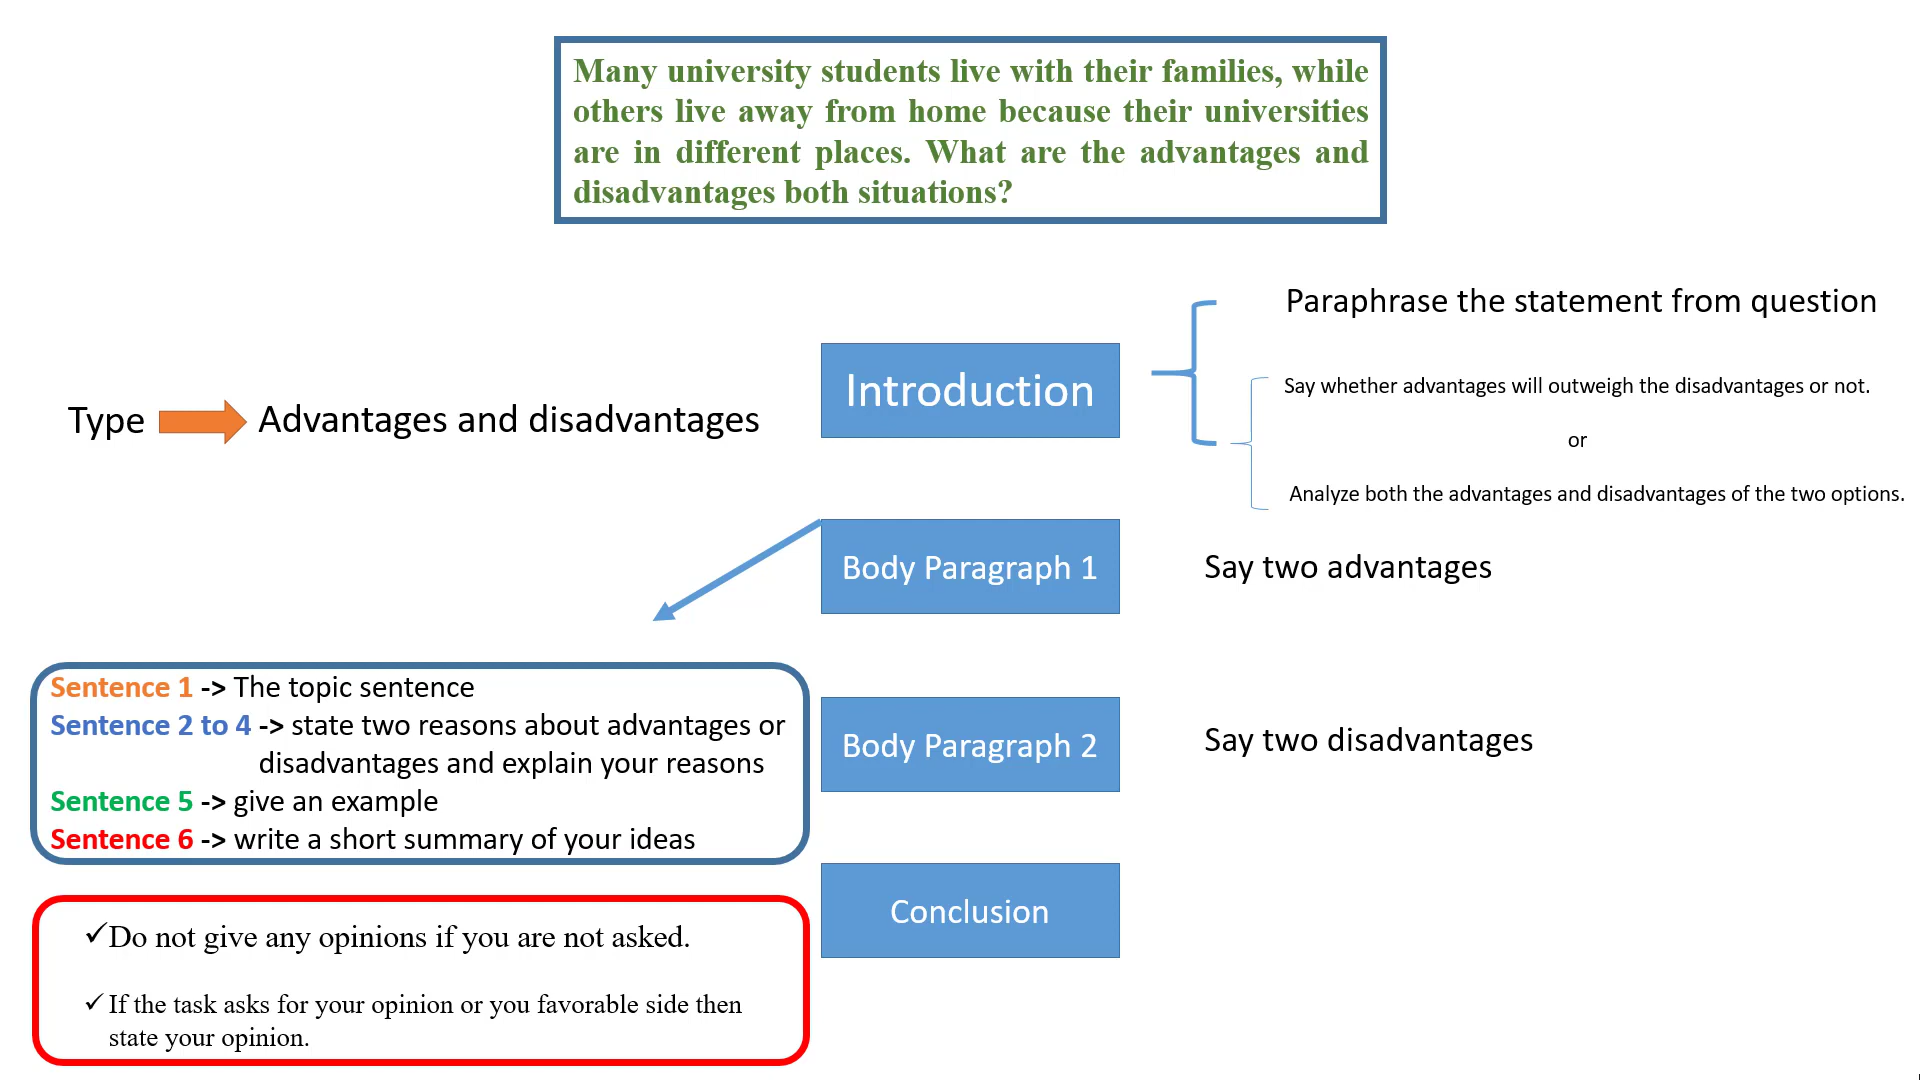 Many university students live with their families, while
others live away from home because their universities
are in different places. What are the advantages and
disadvantages both situations?
Type
Advantages and disadvantages
Introduction
Paraphrase the statement from question
Say whether advantages will outweigh the disadvantages or not.
or
Analyze both the advantages and disadvantages of the two options.
Body Paragraph 1
Say two advantages
Sentence 1 -> The topic sentence
Sentence 2 to 4 -> state two reasons about advantages or
disadvantages and explain your reasons
Sentence 5 -> give an example
Sentence 6 -> write a short summary of your ideas
Body Paragraph 2
Say two disadvantages
Conclusion
✓Do not give any opinions if you are not asked.
✓ If the task asks for your opinion or you favorable side then
state your opinion.